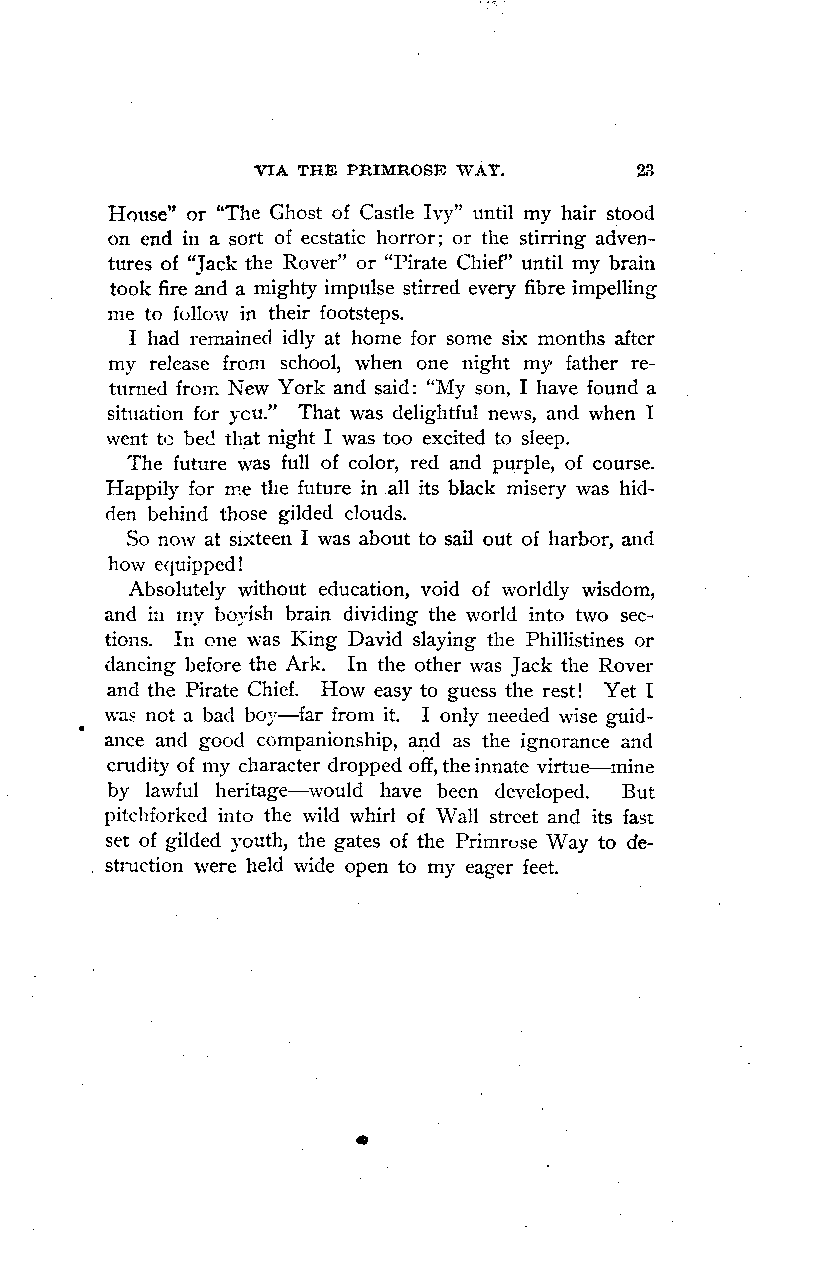 VIA THE PRIMROSE WAY. 23
House" or "The Ghost of Castle Ivy" until my hair stood
on end in a sort of ecstatic horror; or the stirring adven-
tures of "Jack the Rover" or "Pirate Chief" until my brain
took fire and a mighty impulse stirred every fibre impelling
me to follow in their footsteps.
I had remained idly at home for some six months after
my release from school, when one night my father re-
turned from New York and said: "My son, I have found a
situation for you." That was delightful news, and when I
went to bed that night I was too excited to sleep.
The future was full of color, red and purple, of course.
Happily for me the future in all its black misery was hid-
den behind those gilded clouds.
So now at sixteen I was about to sail out of harbor, and
how equipped!
Absolutely without education, void of worldly wisdom,
and in my boyish brain dividing the world into two sec-
tions. In one was King David slaying the Phillistines or
dancing before the Ark. In the other was Jack the Rover
and the Pirate Chief. How easy to guess the rest! Yet I
was not a bad boy—far from it. I only needed wise guid-
ance and good companionship, and as the ignorance and
crudity of my character dropped off, the innate virtue—mine
by lawful heritage—would have been developed. But
pitchforked into the wild whirl of Wall street and its fast
set of gilded youth, the gates of the Primrose Way to de-
struction were held wide open to my eager feet.